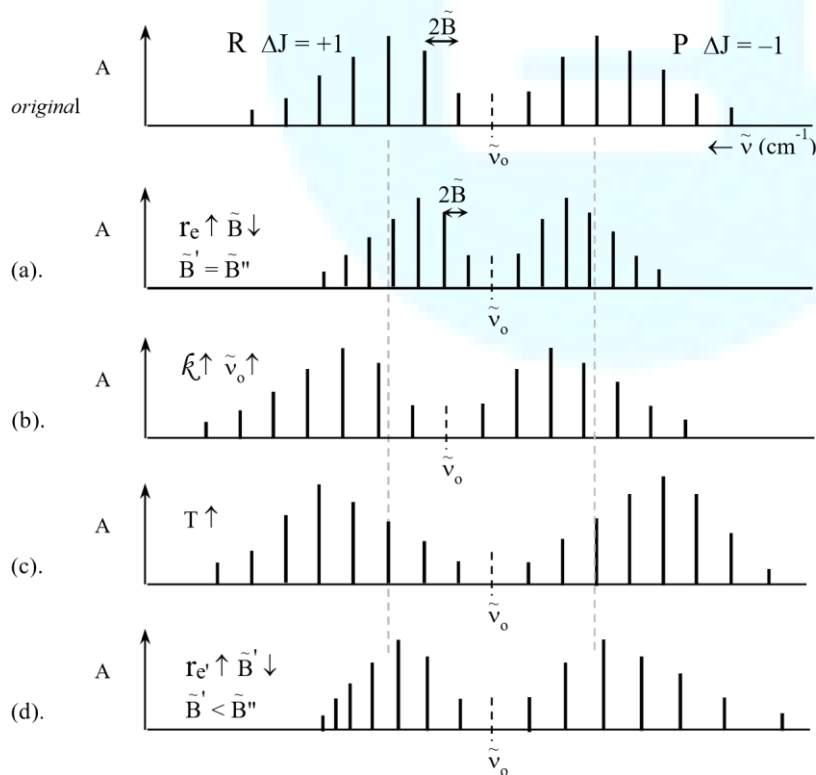 2B̃
R ΔJ = +1
P ΔJ = –1
A
original
ν̃ₒ
← ν̃ (cm⁻¹)
2B̃
A
rₑ ↑ B̃ ↓
B̃' = B̃"
(a).
ν̃ₒ
A
k ↑ ν̃ₒ ↑
(b).
ν̃ₒ
A
T ↑
(c).
ν̃ₒ
A
rₑ' ↑ B̃' ↓
B̃' < B̃"
(d).
ν̃ₒ